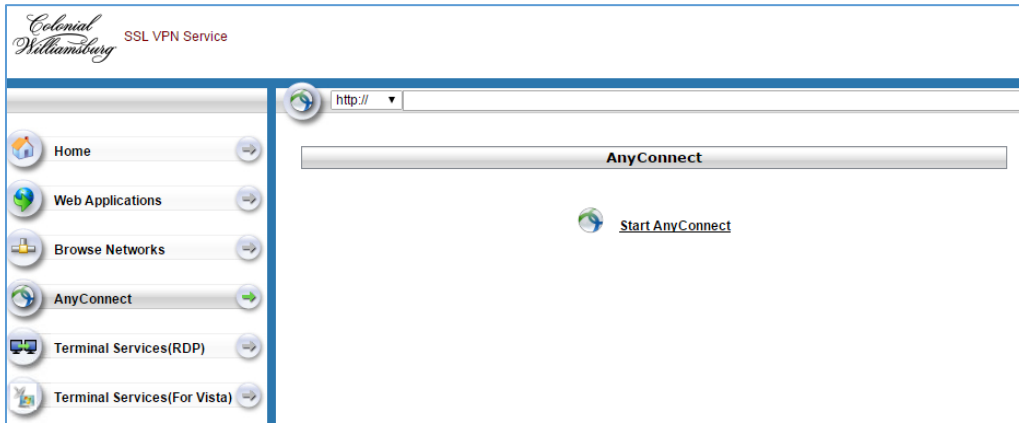 Colonial
Williamsburg
SSL VPN Service
http://
Home
Web Applications
Browse Networks
AnyConnect
Terminal Services(RDP)
Terminal Services(For Vista)
AnyConnect
Start AnyConnect